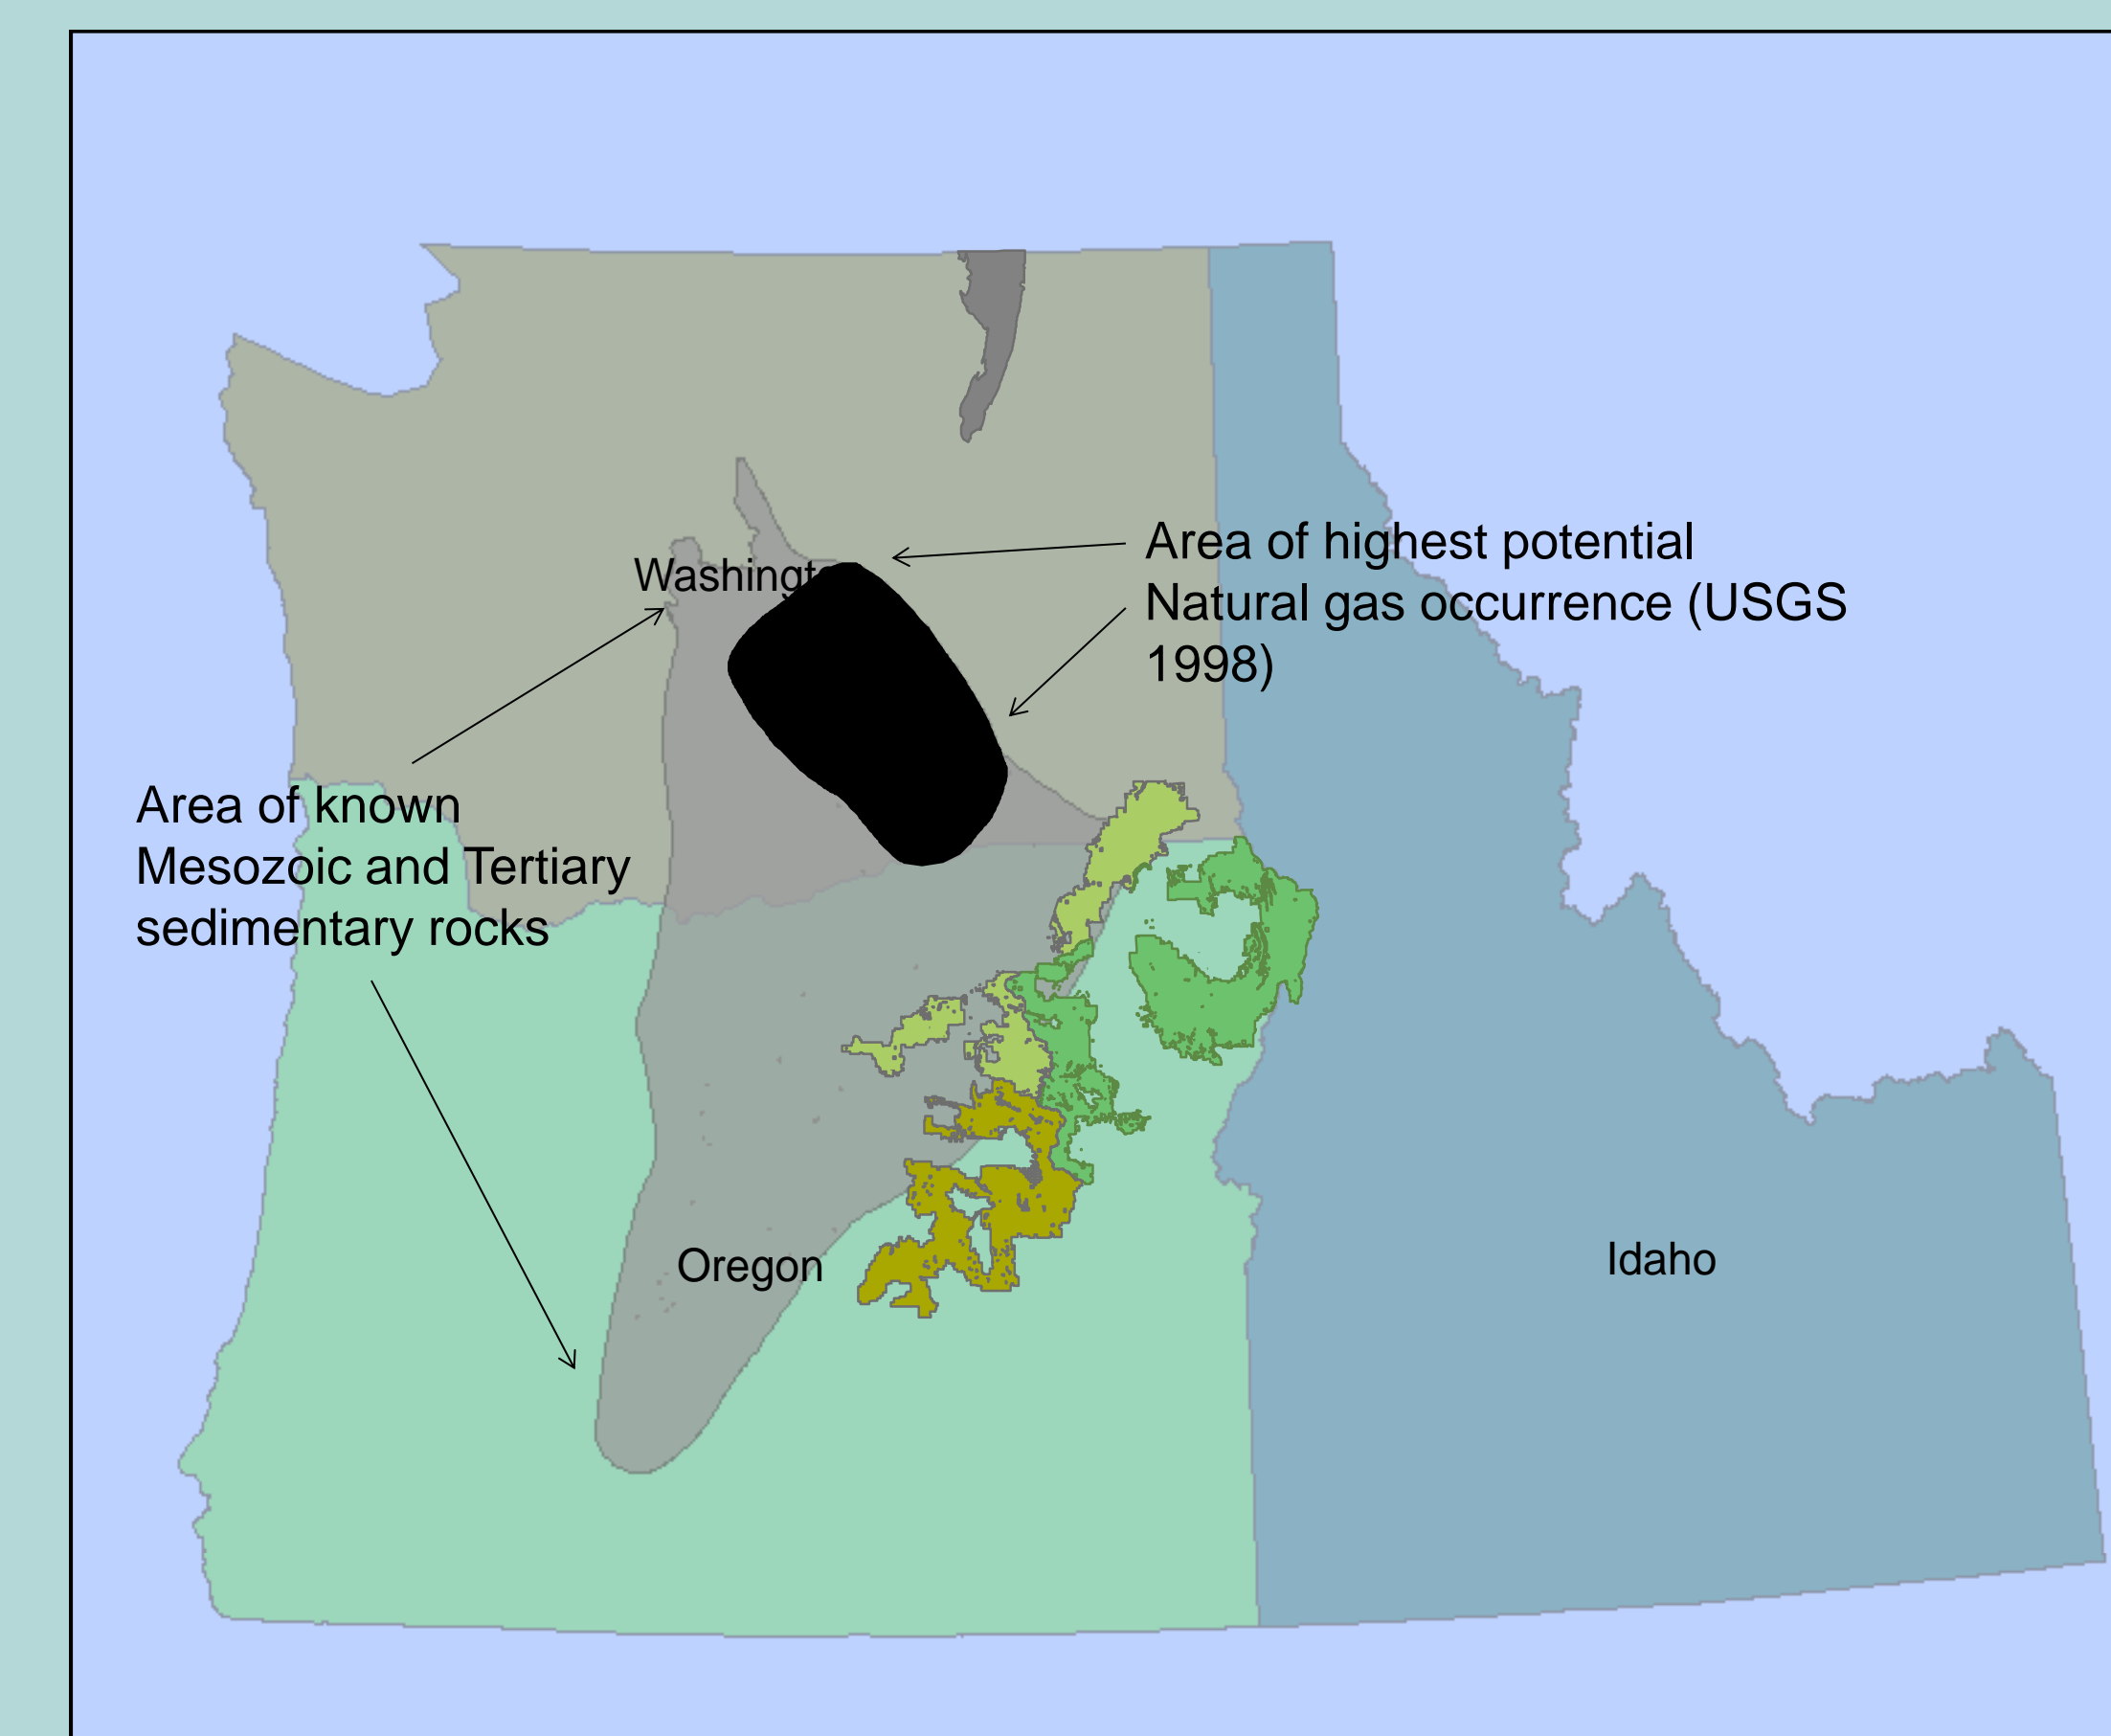 Area of highest potential
Natural gas occurrence (USGS
1998)
Washingt
Area of known
Mesozoic and Tertiary
sedimentary rocks
Oregon
Idaho